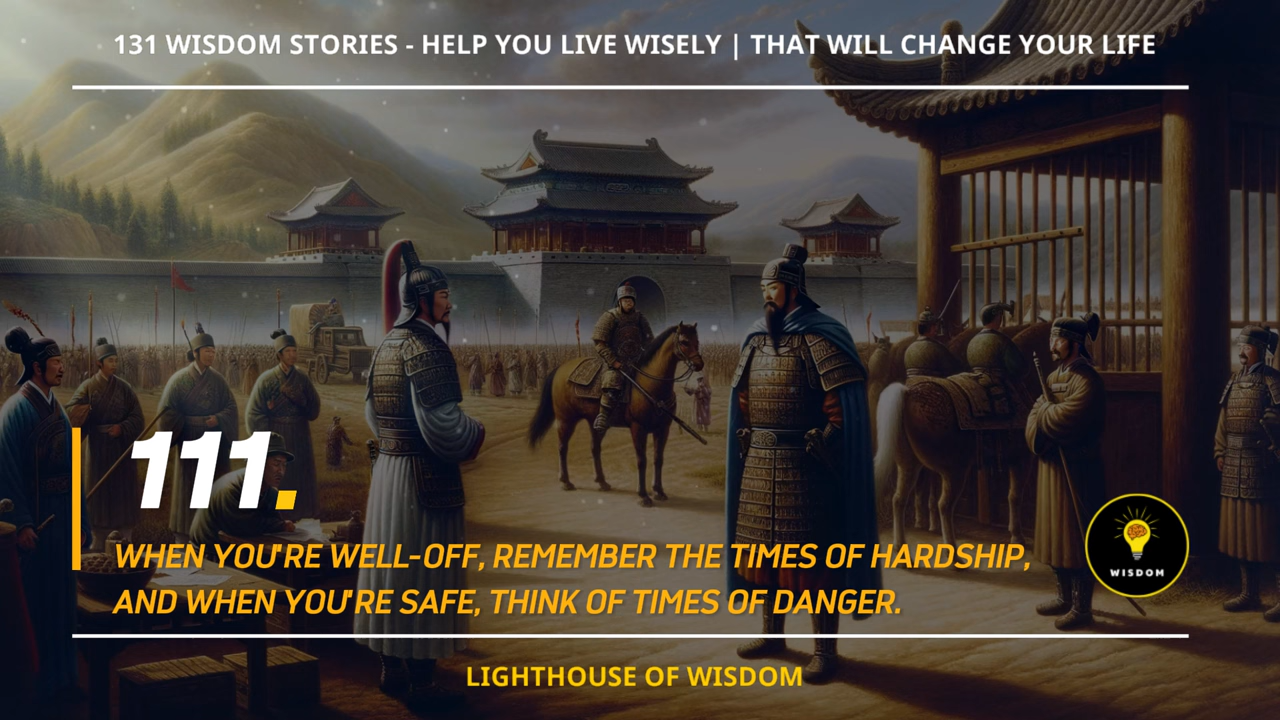 131 WISDOM STORIES - HELP YOU LIVE WISELY | THAT WILL CHANGE YOUR LIFE
111.
WHEN YOU'RE WELL-OFF, REMEMBER THE TIMES OF HARDSHIP,
AND WHEN YOU'RE SAFE, THINK OF TIMES OF DANGER.
WISDOM
LIGHTHOUSE OF WISDOM